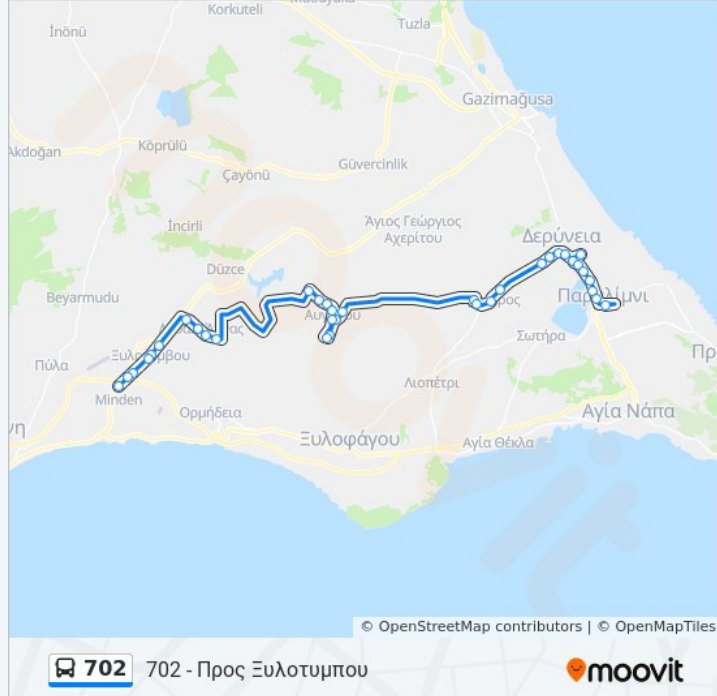 Korkuteli
Tuzla
İnönü
Gazimağusa
Akdoğan
Köprülü
Güvercinlik
Çayönü
İncirli
Άγιος Γεώργιος
Αχερίτου
Δερύνεια
Düzce
Beyarmudu
Παραλίμνι
Σωτήρα
Πύλα
Λιοπέτρι
Minden
Ορμήδεια
Αγία Νάπα
Ξυλοφάγου
Αγία Θέκλα
© OpenStreetMap contributors | © OpenMapTiles
702 702 - Προς Ξυλοτυμπου
moovit